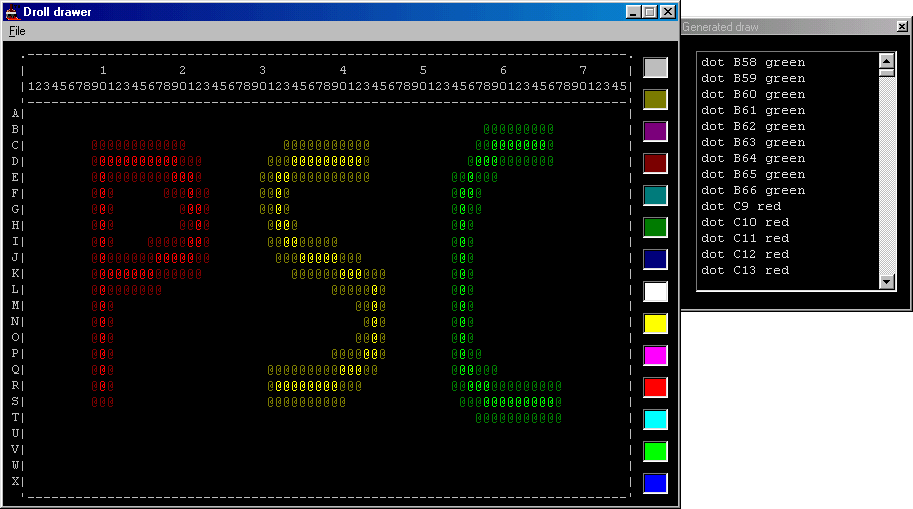 Droll drawer
File
1 2 3 4 5 6 7
123456789012345678901234567890123456789012345678901234567890123456789012345
A
B
C
D
E
F
G
H
I
J
K
L
M
N
O
P
Q
R
S
T
U
V
W
X
PSC
Generated draw
dot B58 green
dot B59 green
dot B60 green
dot B61 green
dot B62 green
dot B63 green
dot B64 green
dot B65 green
dot B66 green
dot C9 red
dot C10 red
dot C11 red
dot C12 red
dot C13 red